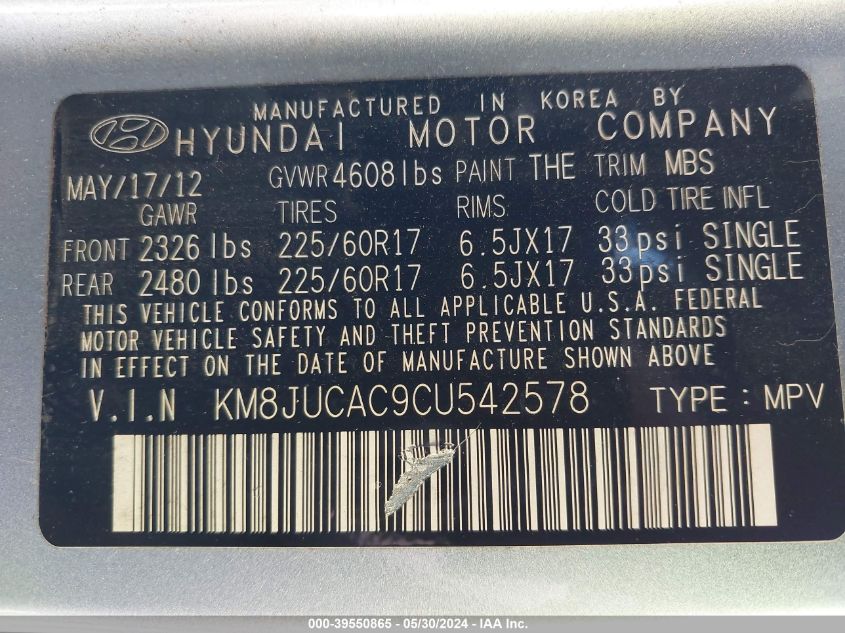 MANUFACTURED IN KOREA BY
HYUNDAI MOTOR COMPANY
MAY/17/12 GVWR 4608lbs PAINT THE TRIM MBS
GAWR TIRES RIMS COLD TIRE INFL
FRONT 2326 lbs 225/60R17 6.5JX17 33psi SINGLE
REAR 2480 lbs 225/60R17 6.5JX17 33psi SINGLE
THIS VEHICLE CONFORMS TO ALL APPLICABLE U.S.A. FEDERAL
MOTOR VEHICLE SAFETY AND THEFT PREVENTION STANDARDS
IN EFFECT ON THE DATE OF MANUFACTURE SHOWN ABOVE
V.I.N KM8JUCAC9CU542578 TYPE : MPV
000-39550865 - 05/30/2024 - IAA Inc.